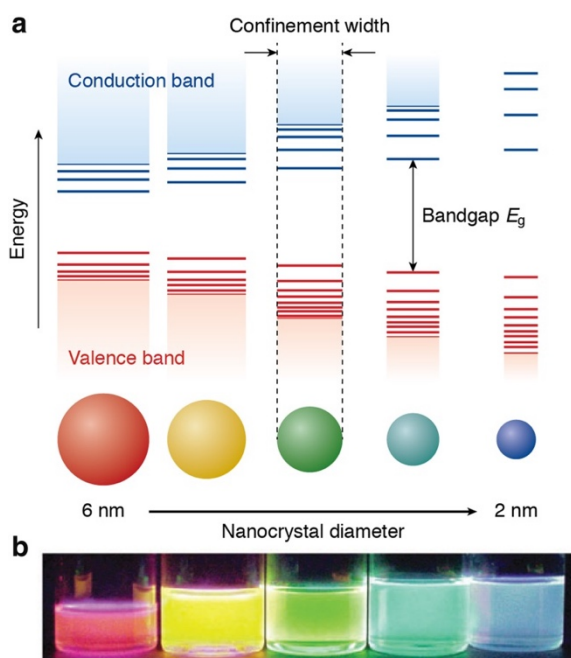 a
Confinement width
Conduction band
Energy
Bandgap Eg
Valence band
6 nm
2 nm
Nanocrystal diameter
b